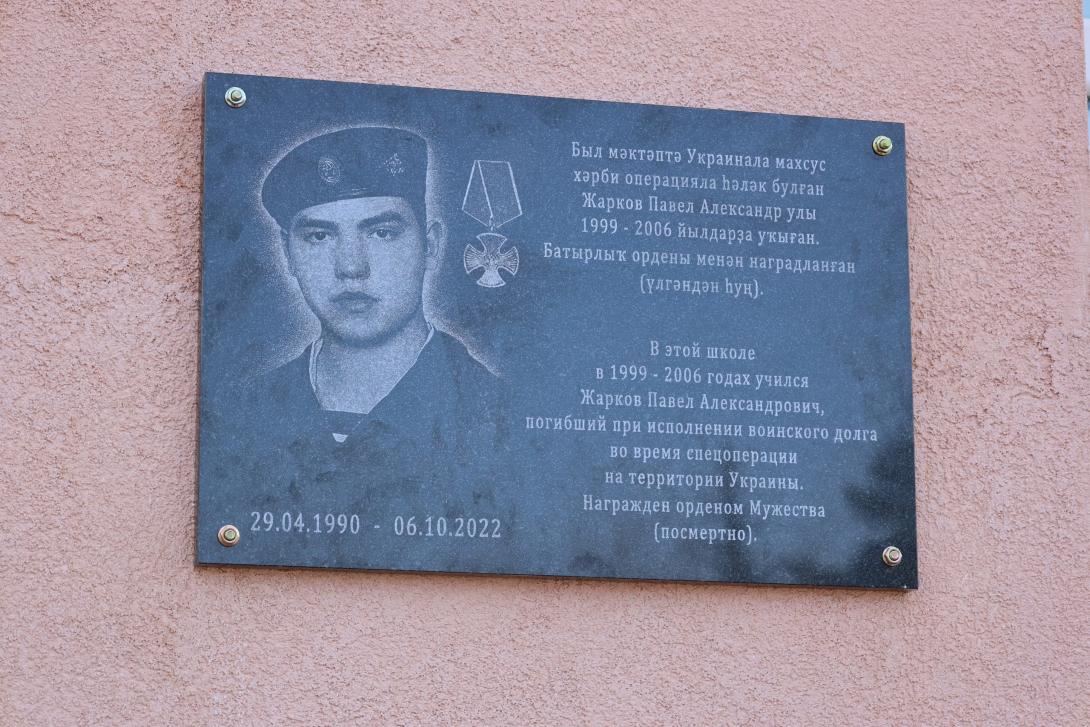 Был мәктәптә Украинала махсус
хәрби операцияла һәләк булған
Жарков Павел Александр улы
1999 - 2006 йылдарҙа уҡыған.
Батырлыҡ ордены менән наградланған
(үлгәндән һуң).
В этой школе
в 1999 - 2006 годах учился
Жарков Павел Александрович,
погибший при исполнении воинского долга
во время спецоперации
на территории Украины.
Награжден орденом Мужества
(посмертно).
29.04.1990 - 06.10.2022